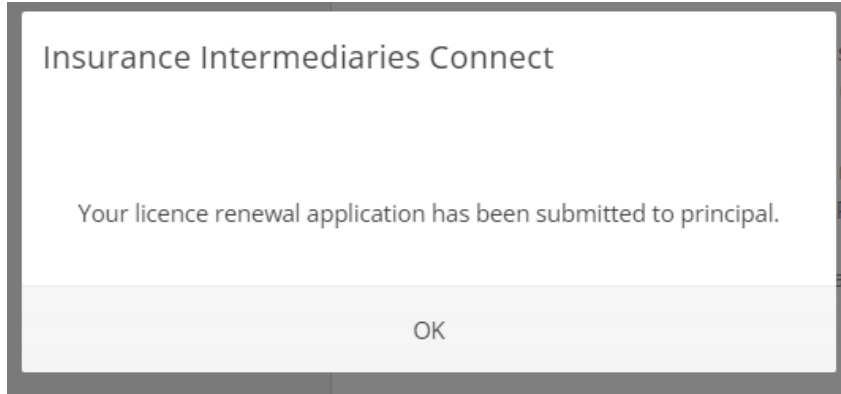 Insurance Intermediaries Connect
Your licence renewal application has been submitted to principal.
OK